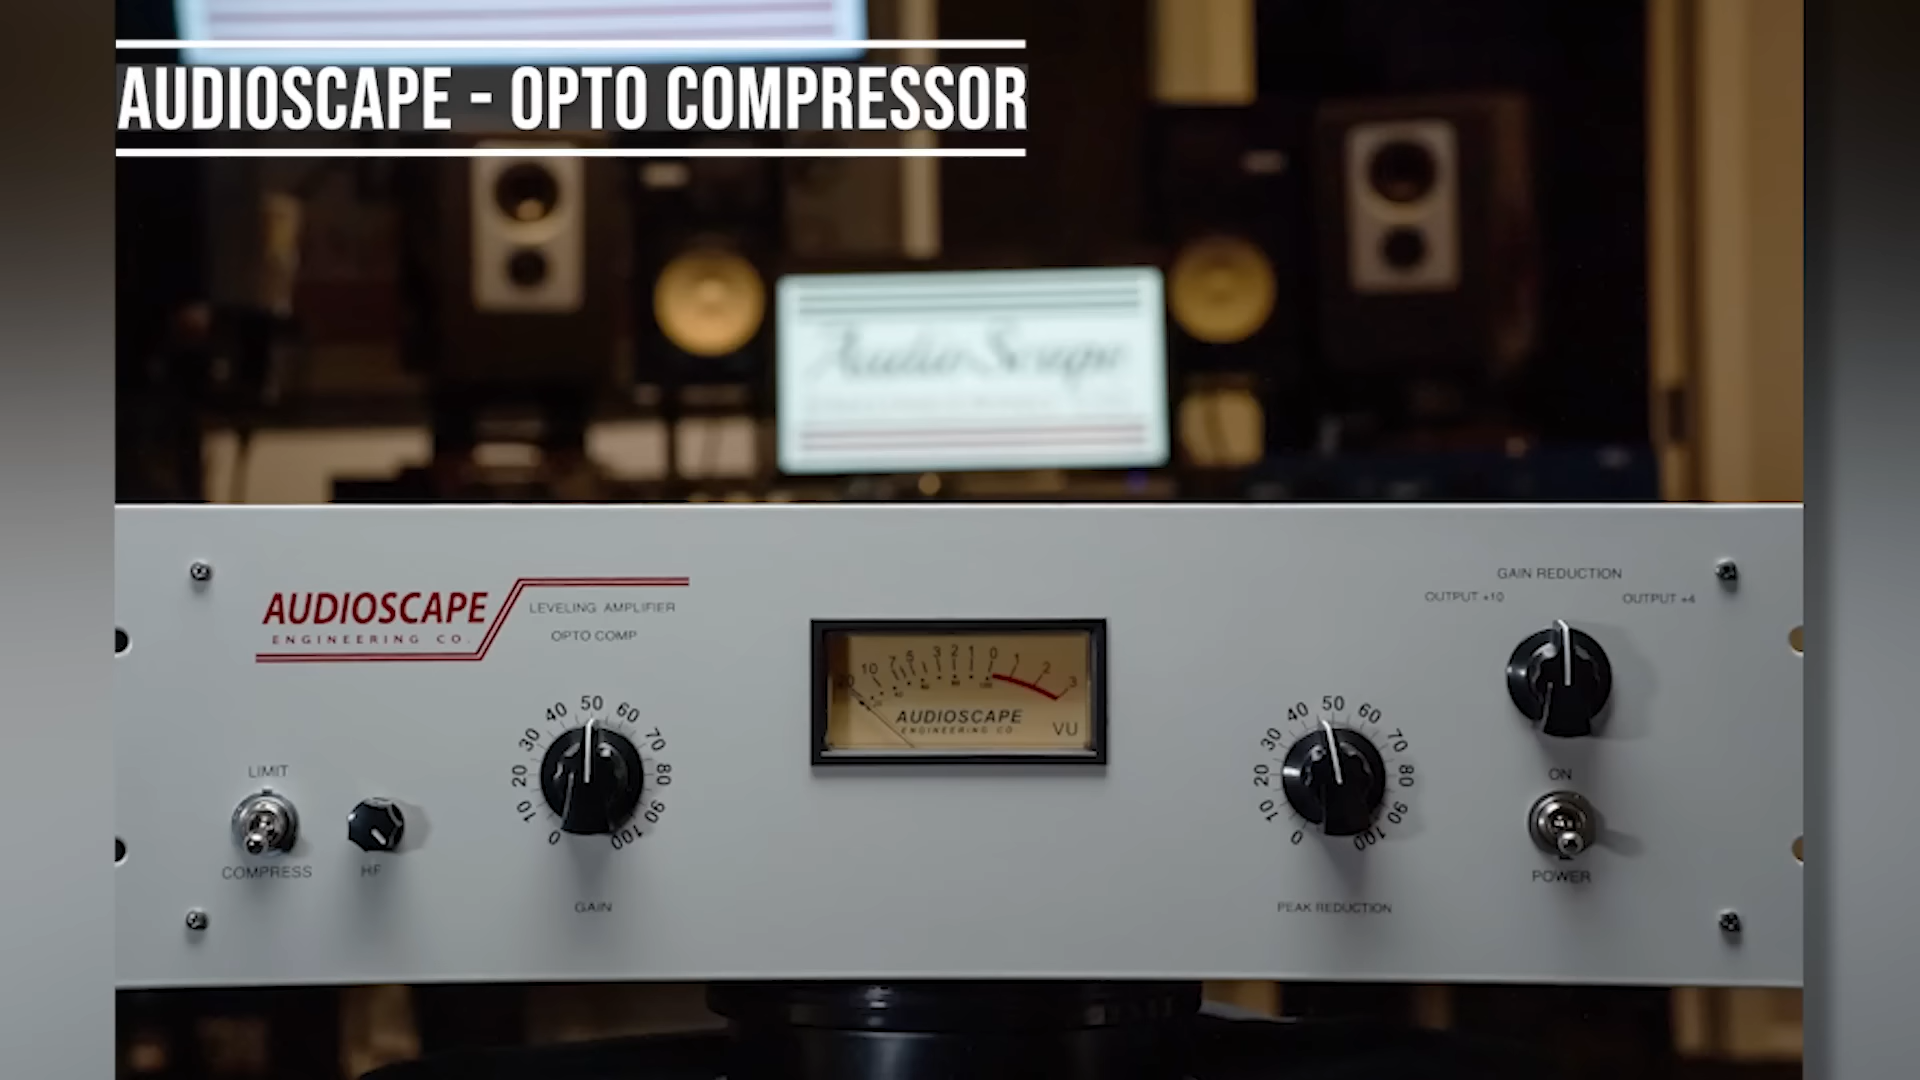 AUDIOSCAPE - OPTO COMPRESSOR
AudioScape
AUDIOSCAPE
ENGINEERING CO.
LEVELING AMPLIFIER
OPTO COMP
GAIN REDUCTION
OUTPUT +10
OUTPUT +4
20 10 7 5 3 2 1 0 1 2 3
AUDIOSCAPE
ENGINEERING CO.
VU
0 10 20 30 40 50 60 70 80 90 100
GAIN
0 10 20 30 40 50 60 70 80 90 100
PEAK REDUCTION
LIMIT
COMPRESS
HF
ON
POWER